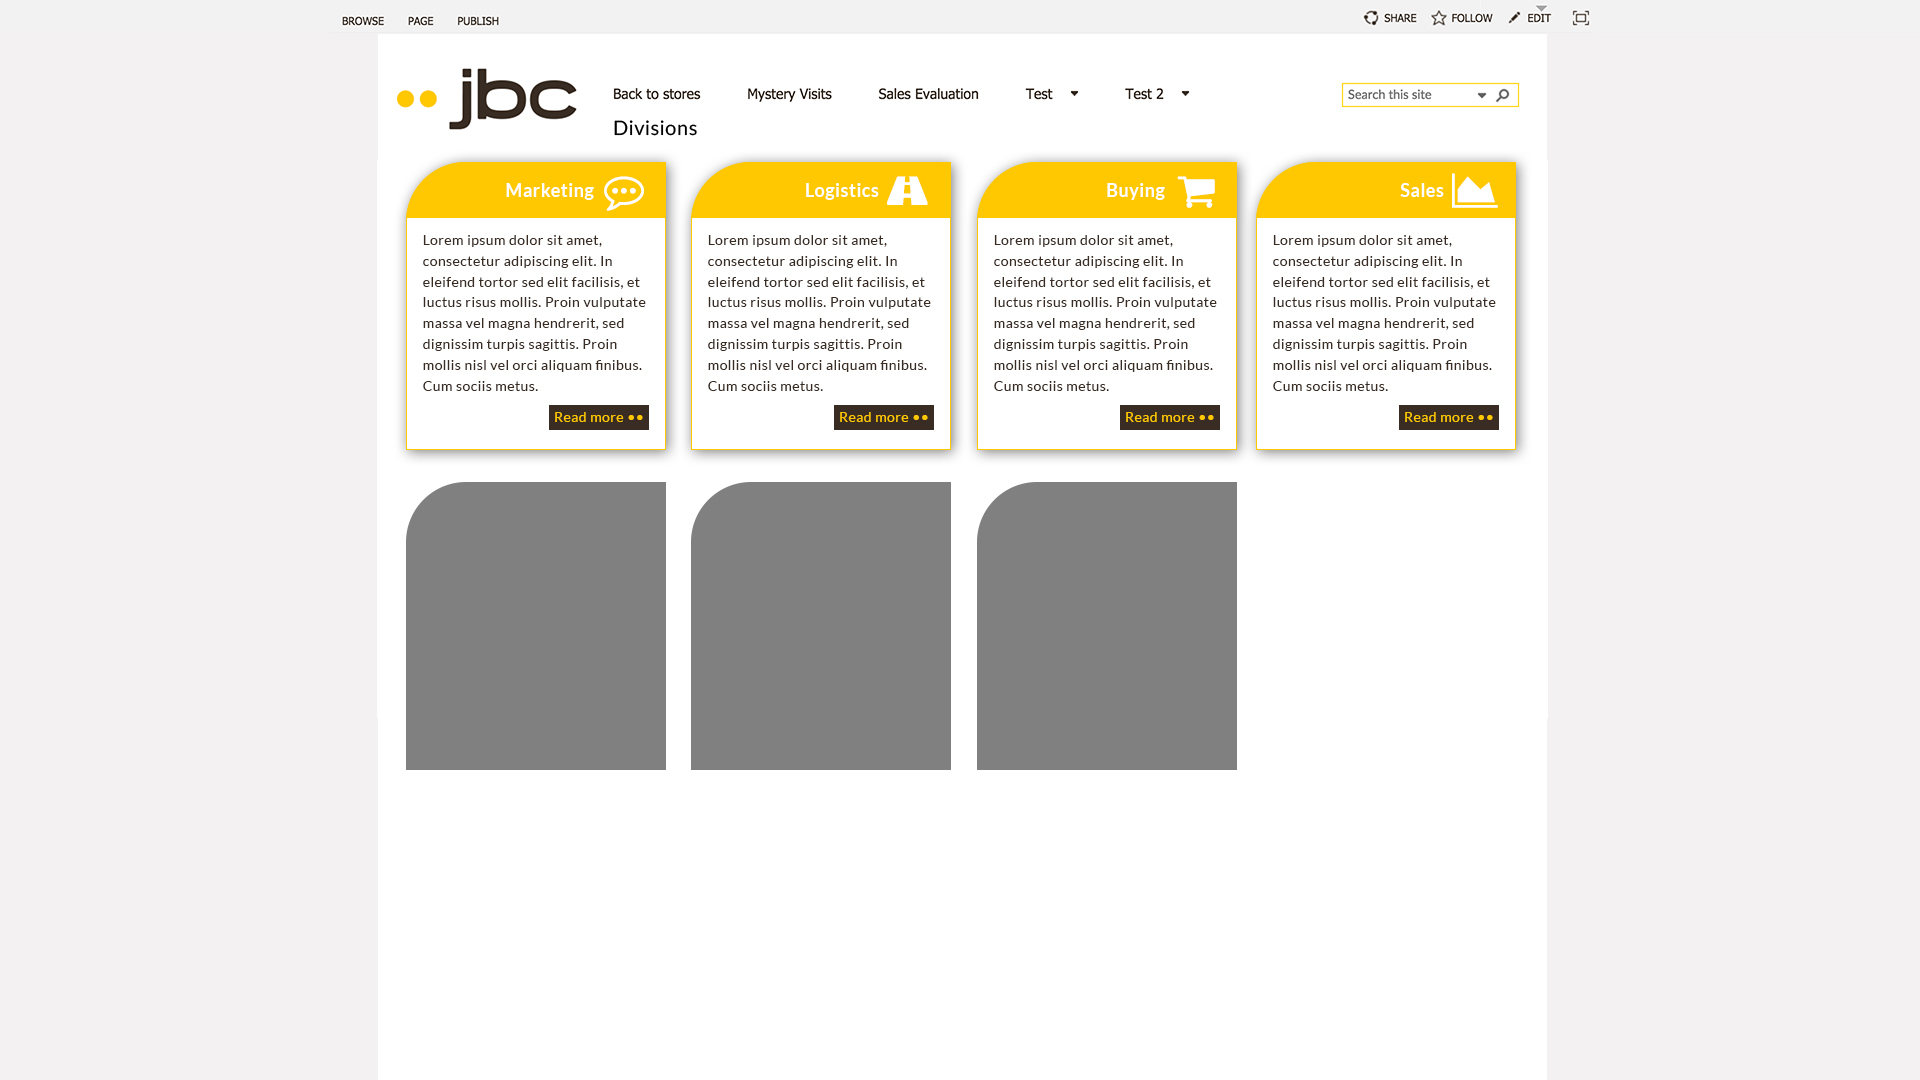 BROWSE PAGE PUBLISH SHARE FOLLOW EDIT
jbc
Back to stores Mystery Visits Sales Evaluation Test Test 2 Search this site
Divisions
Marketing
Lorem ipsum dolor sit amet,
consectetur adipiscing elit. In
eleifend tortor sed elit facilisis, et
luctus risus mollis. Proin vulputate
massa vel magna hendrerit, sed
dignissim turpis sagittis. Proin
mollis nisl vel orci aliquam finibus.
Cum sociis metus.
Read more ••
Logistics
Lorem ipsum dolor sit amet,
consectetur adipiscing elit. In
eleifend tortor sed elit facilisis, et
luctus risus mollis. Proin vulputate
massa vel magna hendrerit, sed
dignissim turpis sagittis. Proin
mollis nisl vel orci aliquam finibus.
Cum sociis metus.
Read more ••
Buying
Lorem ipsum dolor sit amet,
consectetur adipiscing elit. In
eleifend tortor sed elit facilisis, et
luctus risus mollis. Proin vulputate
massa vel magna hendrerit, sed
dignissim turpis sagittis. Proin
mollis nisl vel orci aliquam finibus.
Cum sociis metus.
Read more ••
Sales
Lorem ipsum dolor sit amet,
consectetur adipiscing elit. In
eleifend tortor sed elit facilisis, et
luctus risus mollis. Proin vulputate
massa vel magna hendrerit, sed
dignissim turpis sagittis. Proin
mollis nisl vel orci aliquam finibus.
Cum sociis metus.
Read more ••